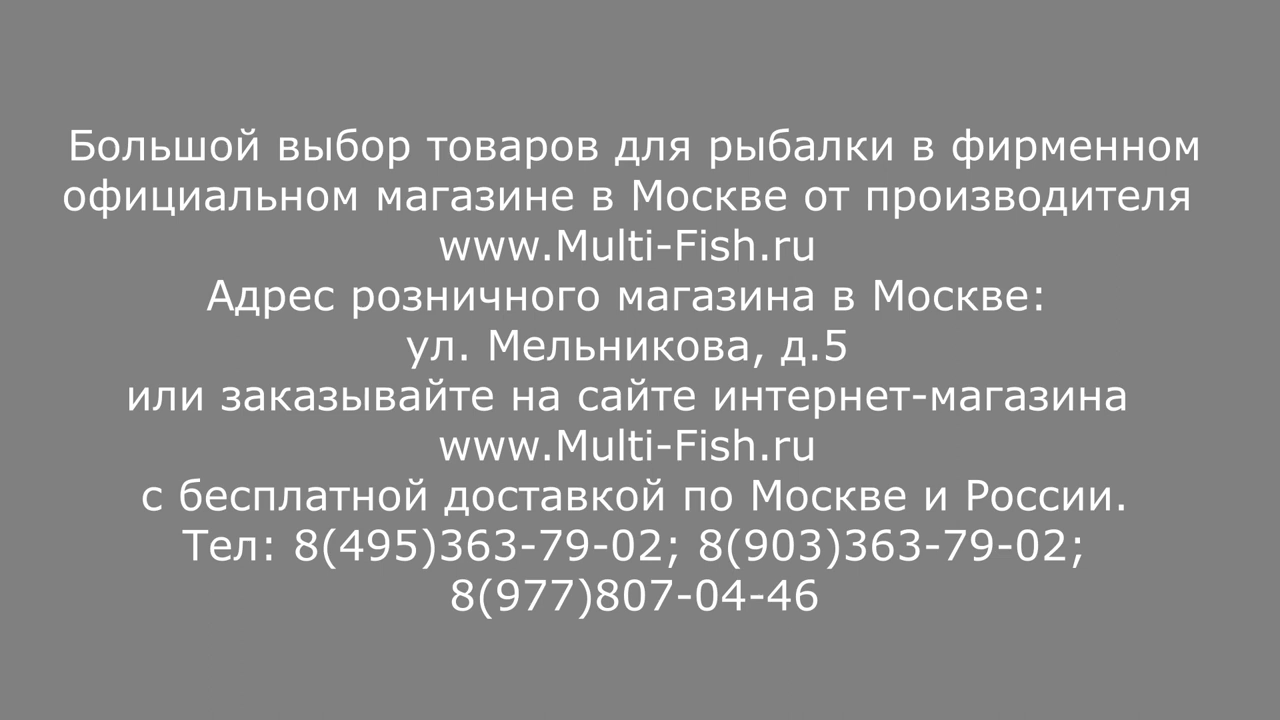 Большой выбор товаров для рыбалки в фирменном
официальном магазине в Москве от производителя
www.Multi-Fish.ru
Адрес розничного магазина в Москве:
ул. Мельникова, д.5
или заказывайте на сайте интернет-магазина
www.Multi-Fish.ru
с бесплатной доставкой по Москве и России.
Тел: 8(495)363-79-02; 8(903)363-79-02;
8(977)807-04-46